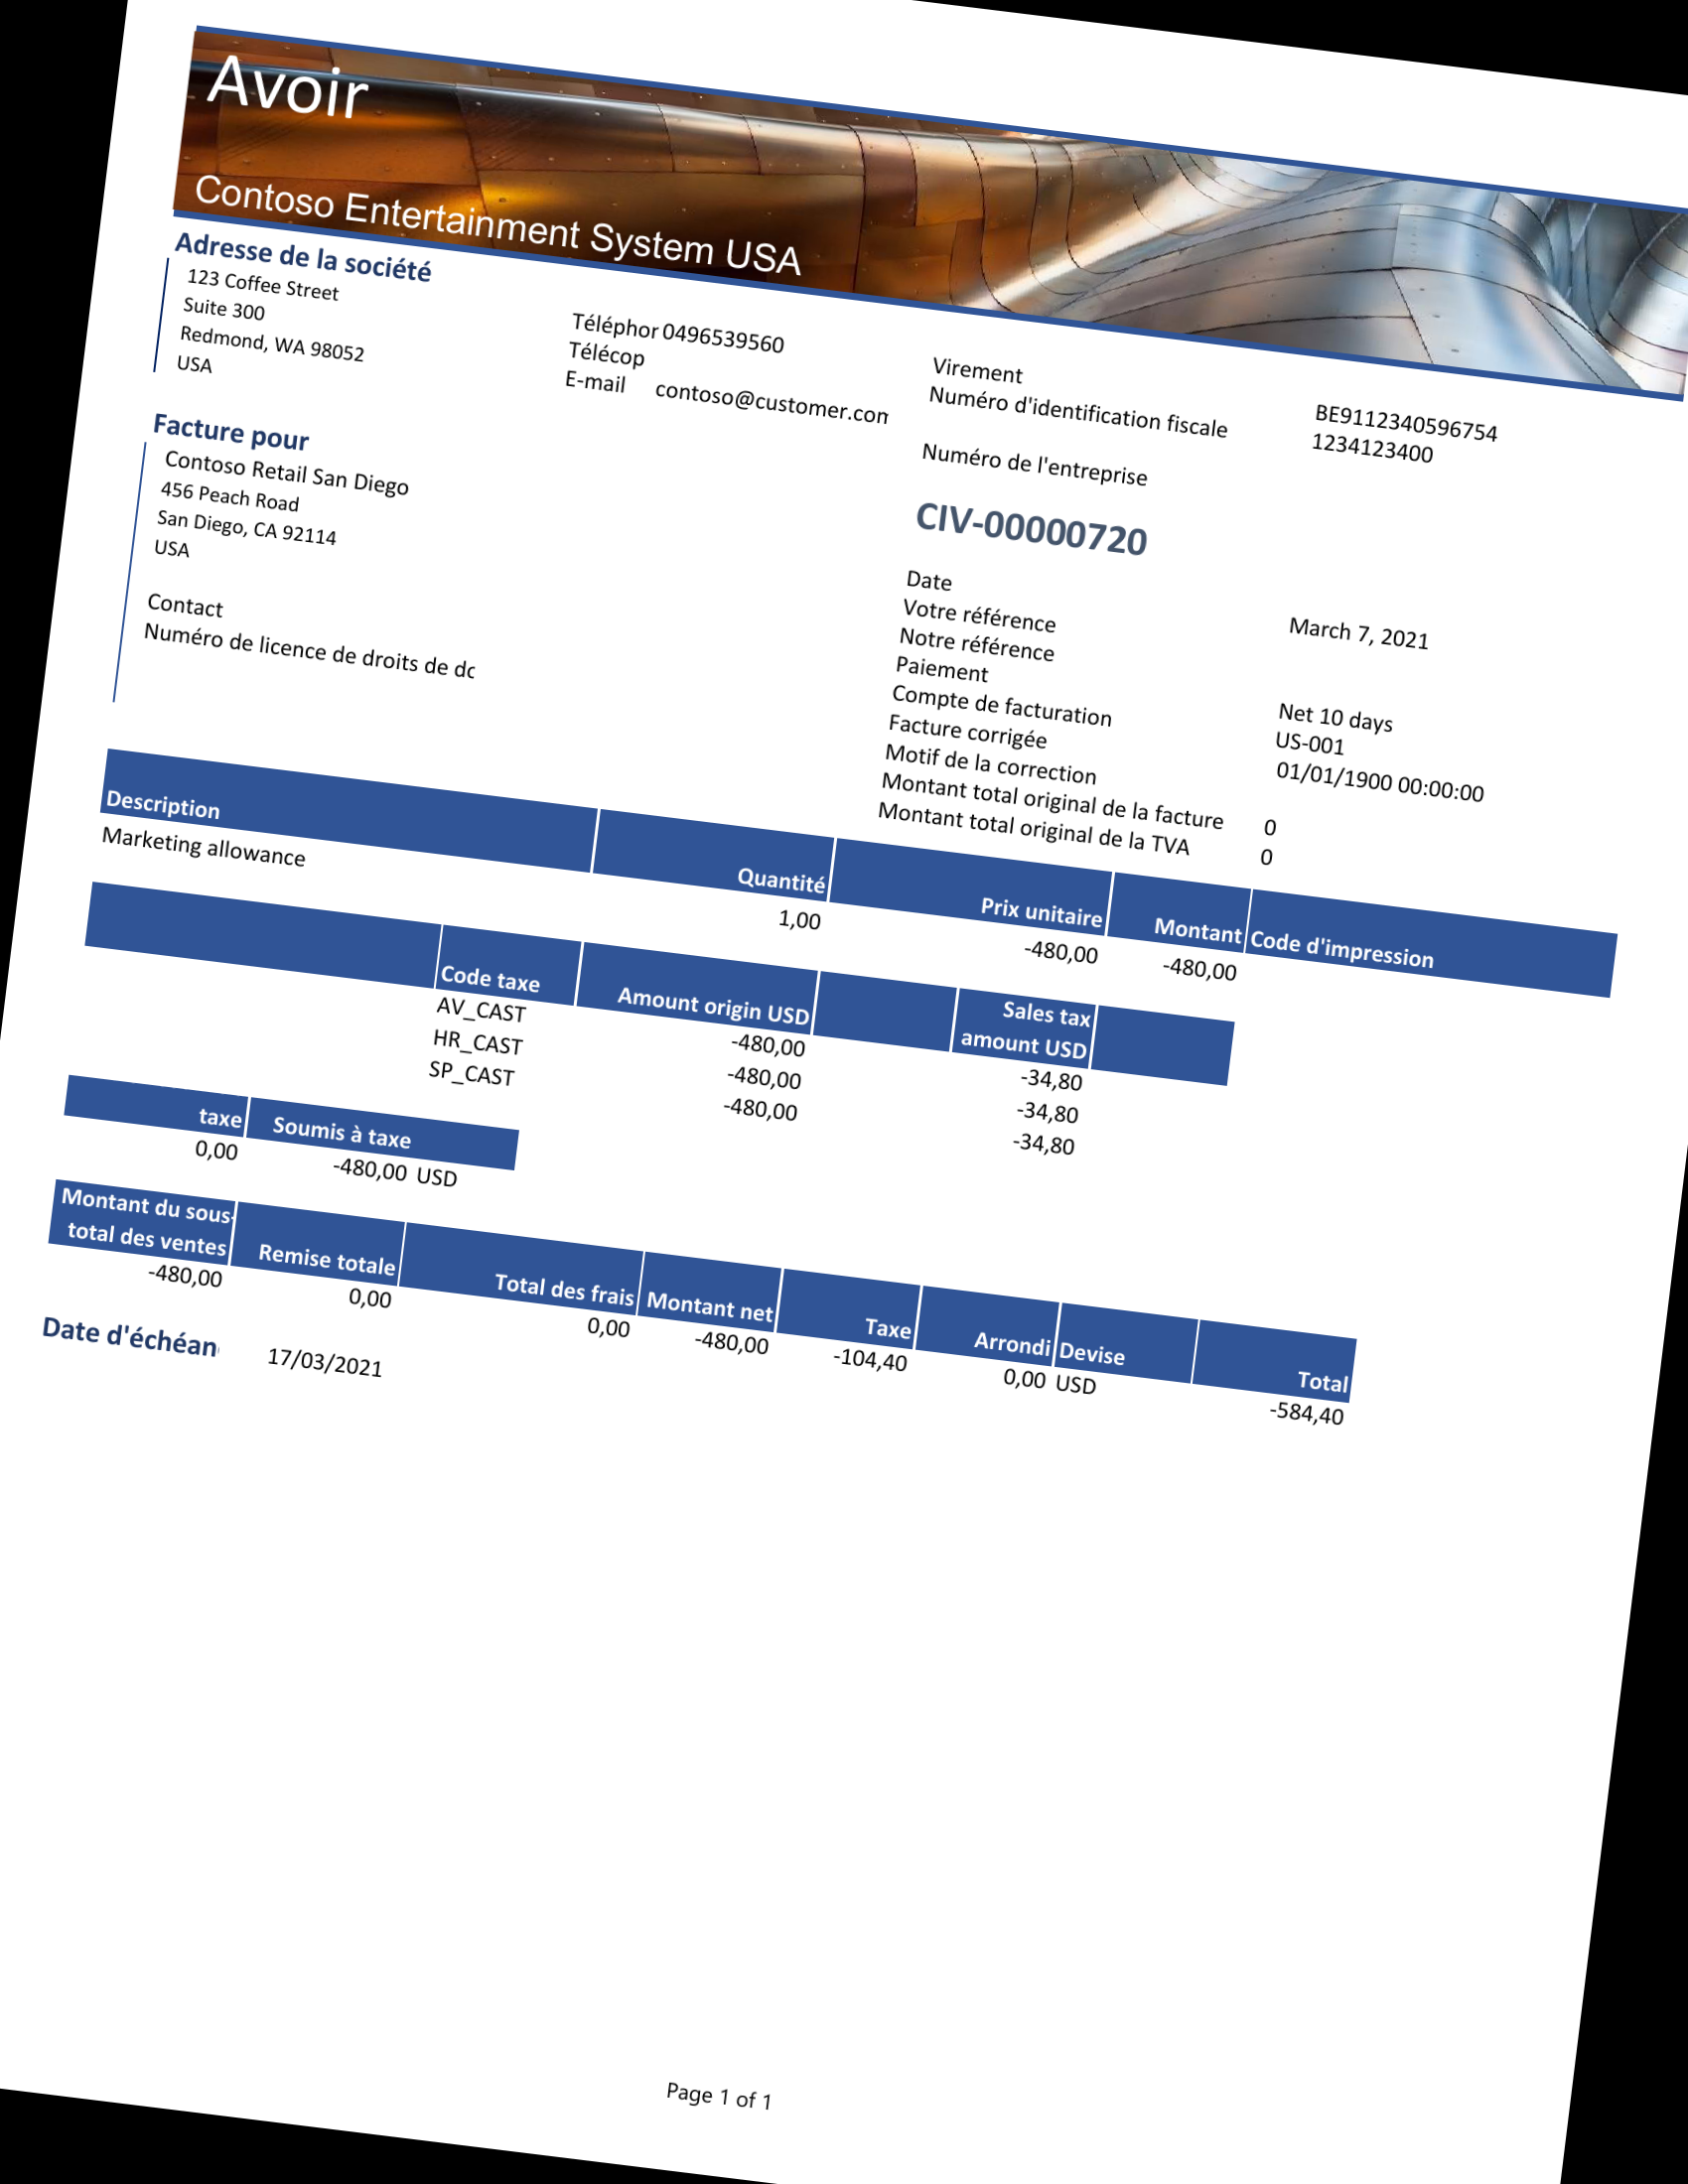 Avoir
Contoso Entertainment System USA
Adresse de la société
123 Coffee Street
Suite 300
Redmond, WA 98052
USA
Téléphor 0496539560
Télécop
E-mail contoso@customer.com
Virement BE9112340596754
Numéro d'identification fiscale 1234123400
Numéro de l'entreprise
Facture pour
Contoso Retail San Diego
456 Peach Road
San Diego, CA 92114
USA
Contact
Numéro de licence de droits de dc
CIV-00000720
Date March 7, 2021
Votre référence
Notre référence
Paiement Net 10 days
Compte de facturation US-001
Facture corrigée 01/01/1900 00:00:00
Motif de la correction
Montant total original de la facture 0
Montant total original de la TVA 0
Description Quantité Prix unitaire Montant Code d'impression
Marketing allowance 1,00 -480,00 -480,00
Code taxe Amount origin USD Sales tax
amount USD
AV_CAST -480,00 -34,80
HR_CAST -480,00 -34,80
SP_CAST -480,00 -34,80
taxe Soumis à taxe
0,00 -480,00 USD
Montant du sous-
total des ventes Remise totale Total des frais Montant net Taxe Arrondi Devise Total
-480,00 0,00 0,00 -480,00 -104,40 0,00 USD -584,40
Date d'échéan 17/03/2021
Page 1 of 1